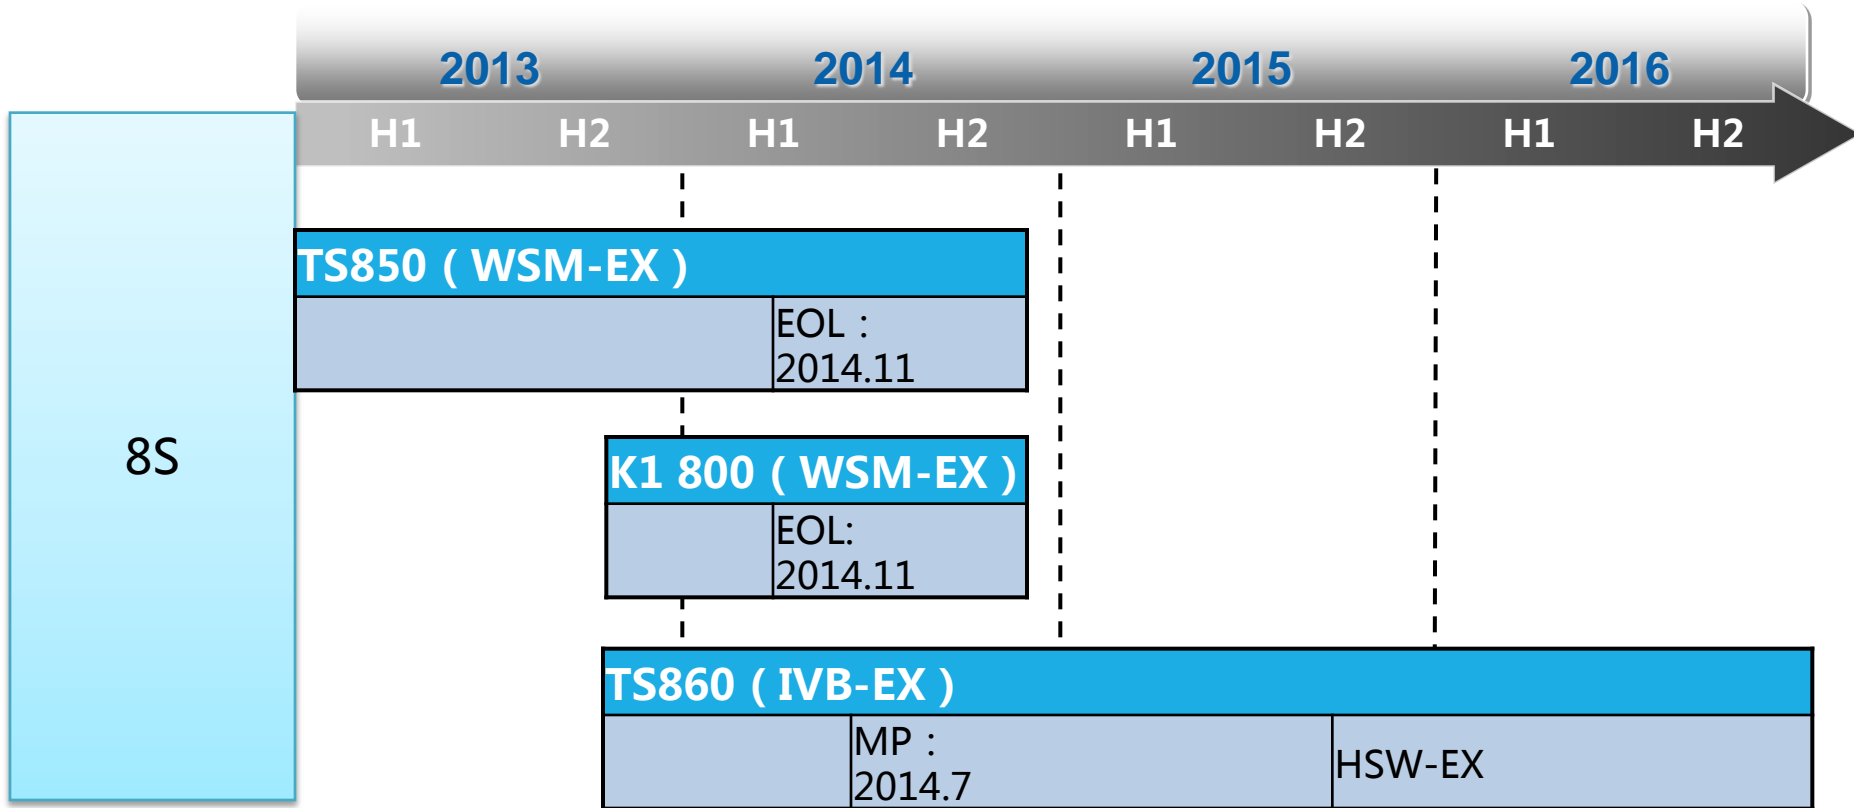 2013 2014 2015 2016
H1 H2 H1 H2 H1 H2 H1 H2
8S
TS850（WSM-EX）
EOL：
2014.11
K1 800（WSM-EX）
EOL:
2014.11
TS860（IVB-EX）
MP：
2014.7
HSW-EX